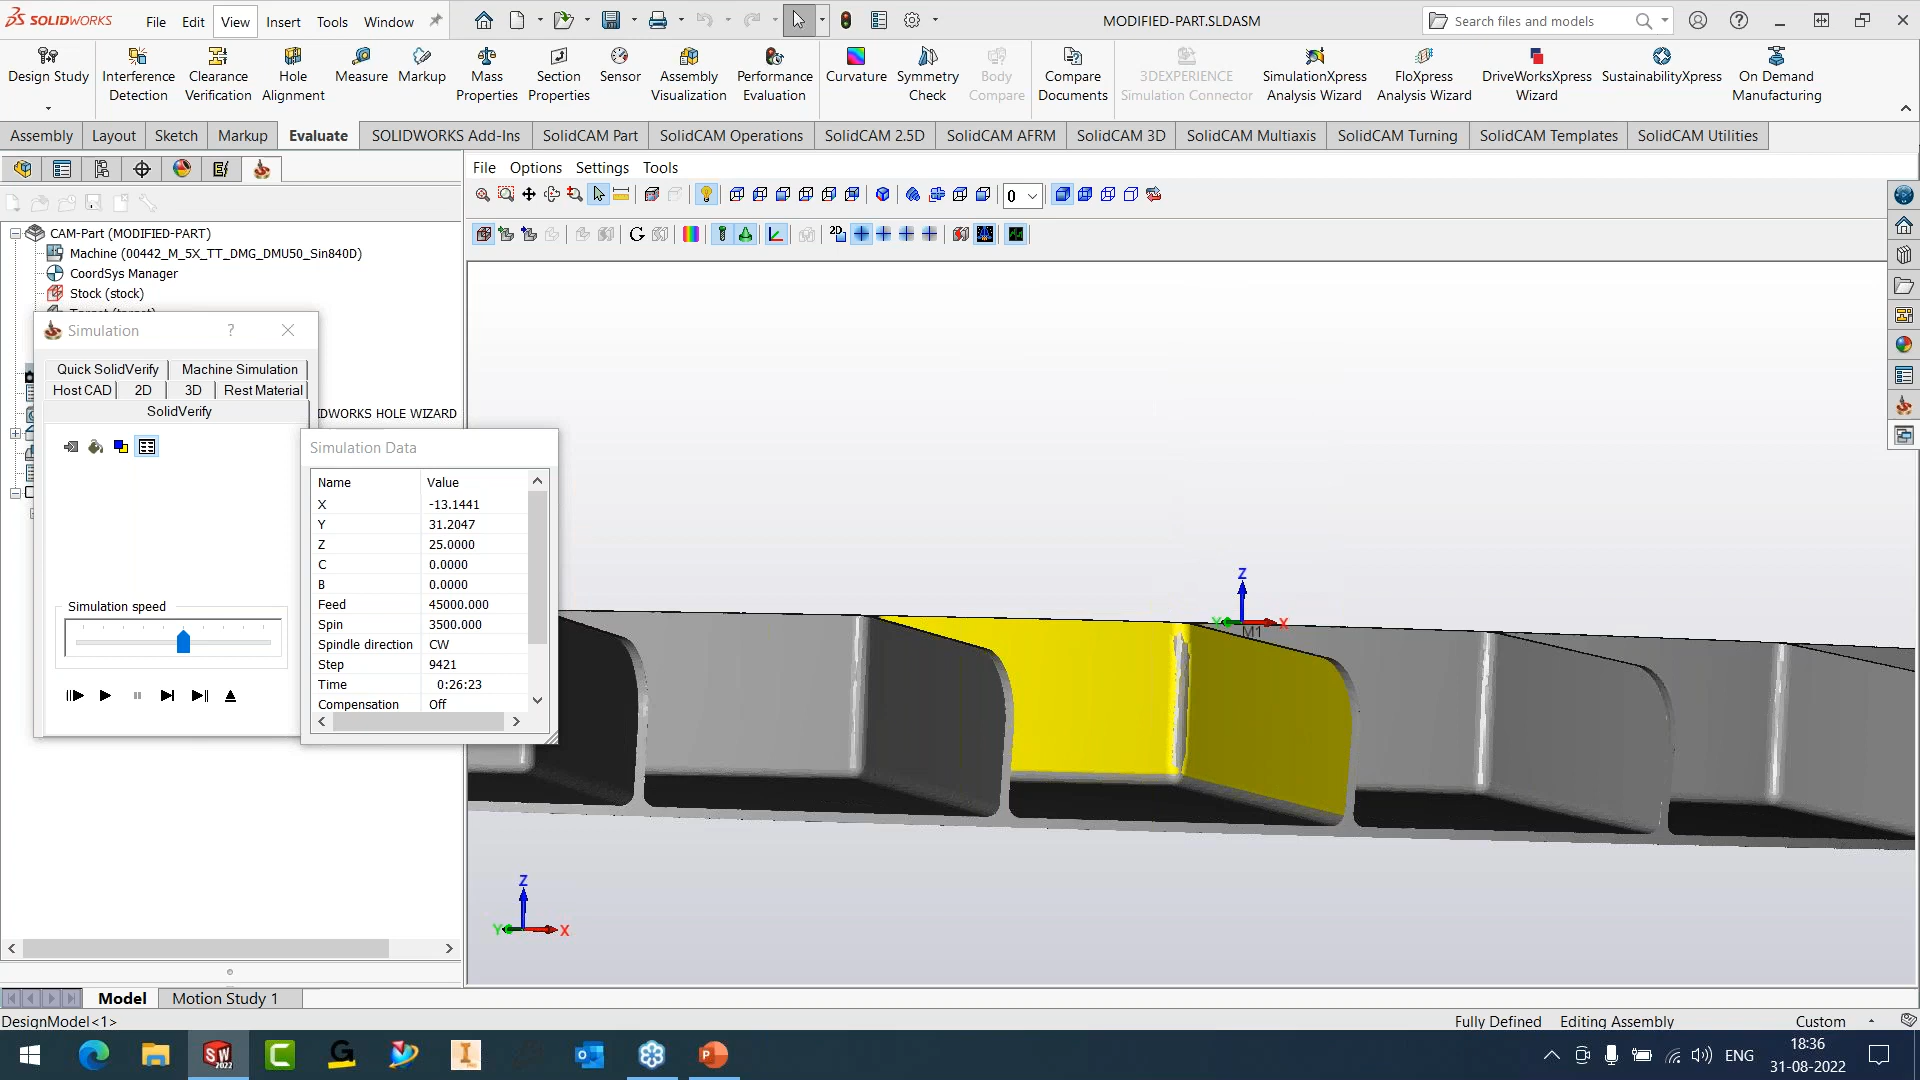 SOLIDWORKS File Edit View Insert Tools Window MODIFIED-PART.SLDASM Search files and models
Design Study Interference Detection Clearance Verification Hole Alignment Measure Markup Mass Properties Section Properties Sensor Assembly Visualization Performance Evaluation Curvature Symmetry Check Body Compare Compare Documents 3DEXPERIENCE Simulation Connector SimulationXpress Analysis Wizard FloXpress Analysis Wizard DriveWorksXpress Wizard SustainabilityXpress On Demand Manufacturing
Assembly Layout Sketch Markup Evaluate SOLIDWORKS Add-Ins SolidCAM Part SolidCAM Operations SolidCAM 2.5D SolidCAM AFRM SolidCAM 3D SolidCAM Multiaxis SolidCAM Turning SolidCAM Templates SolidCAM Utilities
File Options Settings Tools
0
2D
CAM-Part (MODIFIED-PART)
Machine (00442_M_5X_TT_DMG_DMU50_Sin840D)
CoordSys Manager
Stock (stock)
Simulation ?
Quick SolidVerify Machine Simulation
Host CAD 2D 3D Rest Material
SolidVerify
IDWORKS HOLE WIZARD
Simulation speed
Simulation Data
Name Value
X -13.1441
Y 31.2047
Z 25.0000
C 0.0000
B 0.0000
Feed 45000.000
Spin 3500.000
Spindle direction CW
Step 9421
Time 0:26:23
Compensation Off
Z
Y X
M1
Z
Y X
Model Motion Study 1
DesignModel<1> Fully Defined Editing Assembly Custom
SW 2022
ENG
18:36
31-08-2022